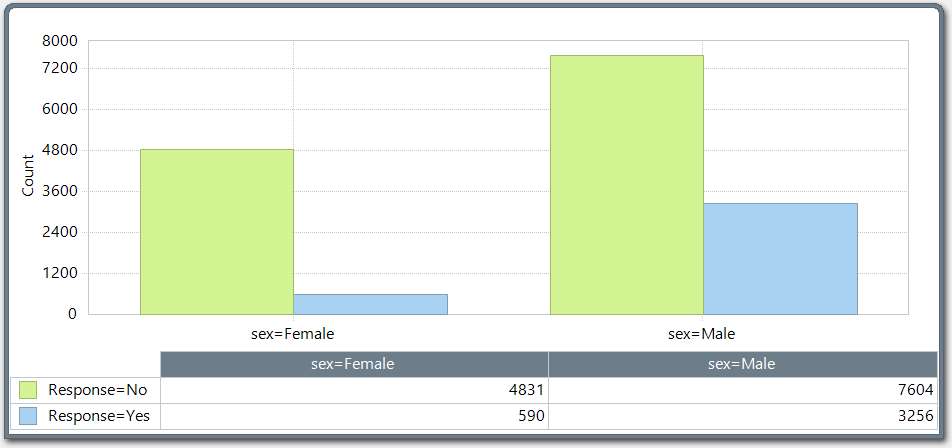 8000
7200
6000
4800
3600
2400
1200
0
Count
sex=Female sex=Male
sex=Female sex=Male
Response=No 4831 7604
Response=Yes 590 3256